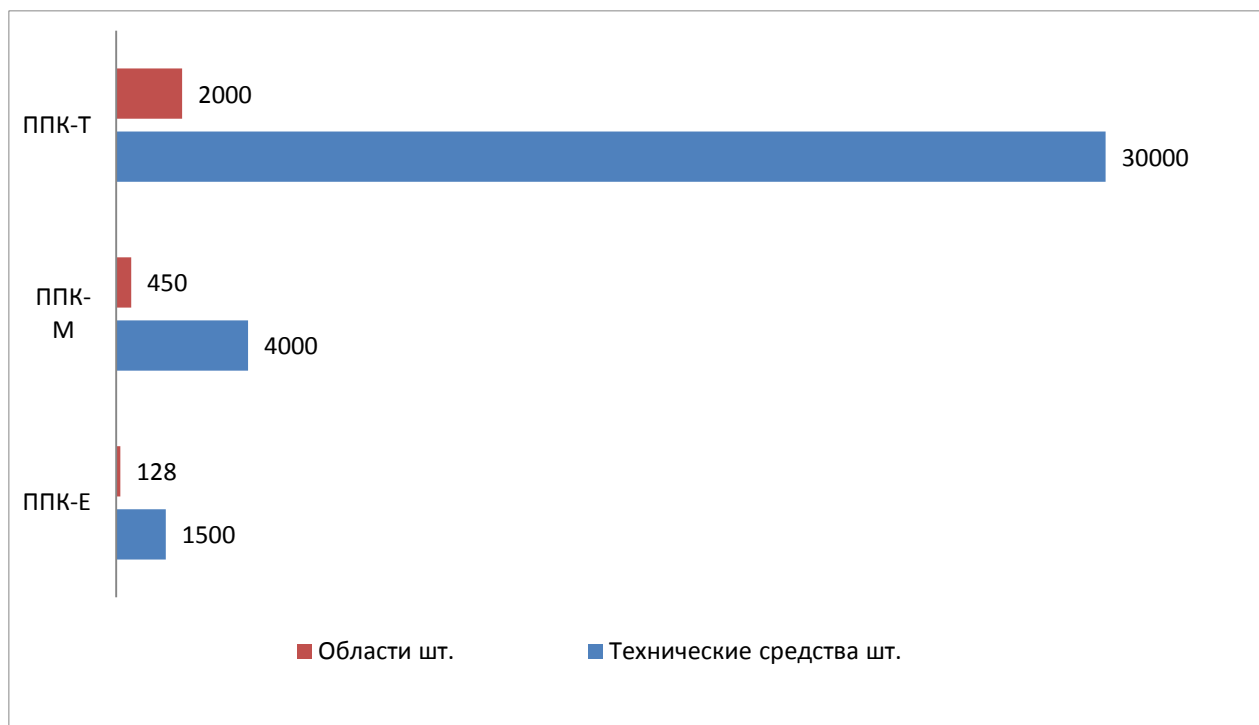 2000
ППК-Т
30000
450
ППК-
М
4000
128
ППК-Е
1500
Области шт. Технические средства шт.